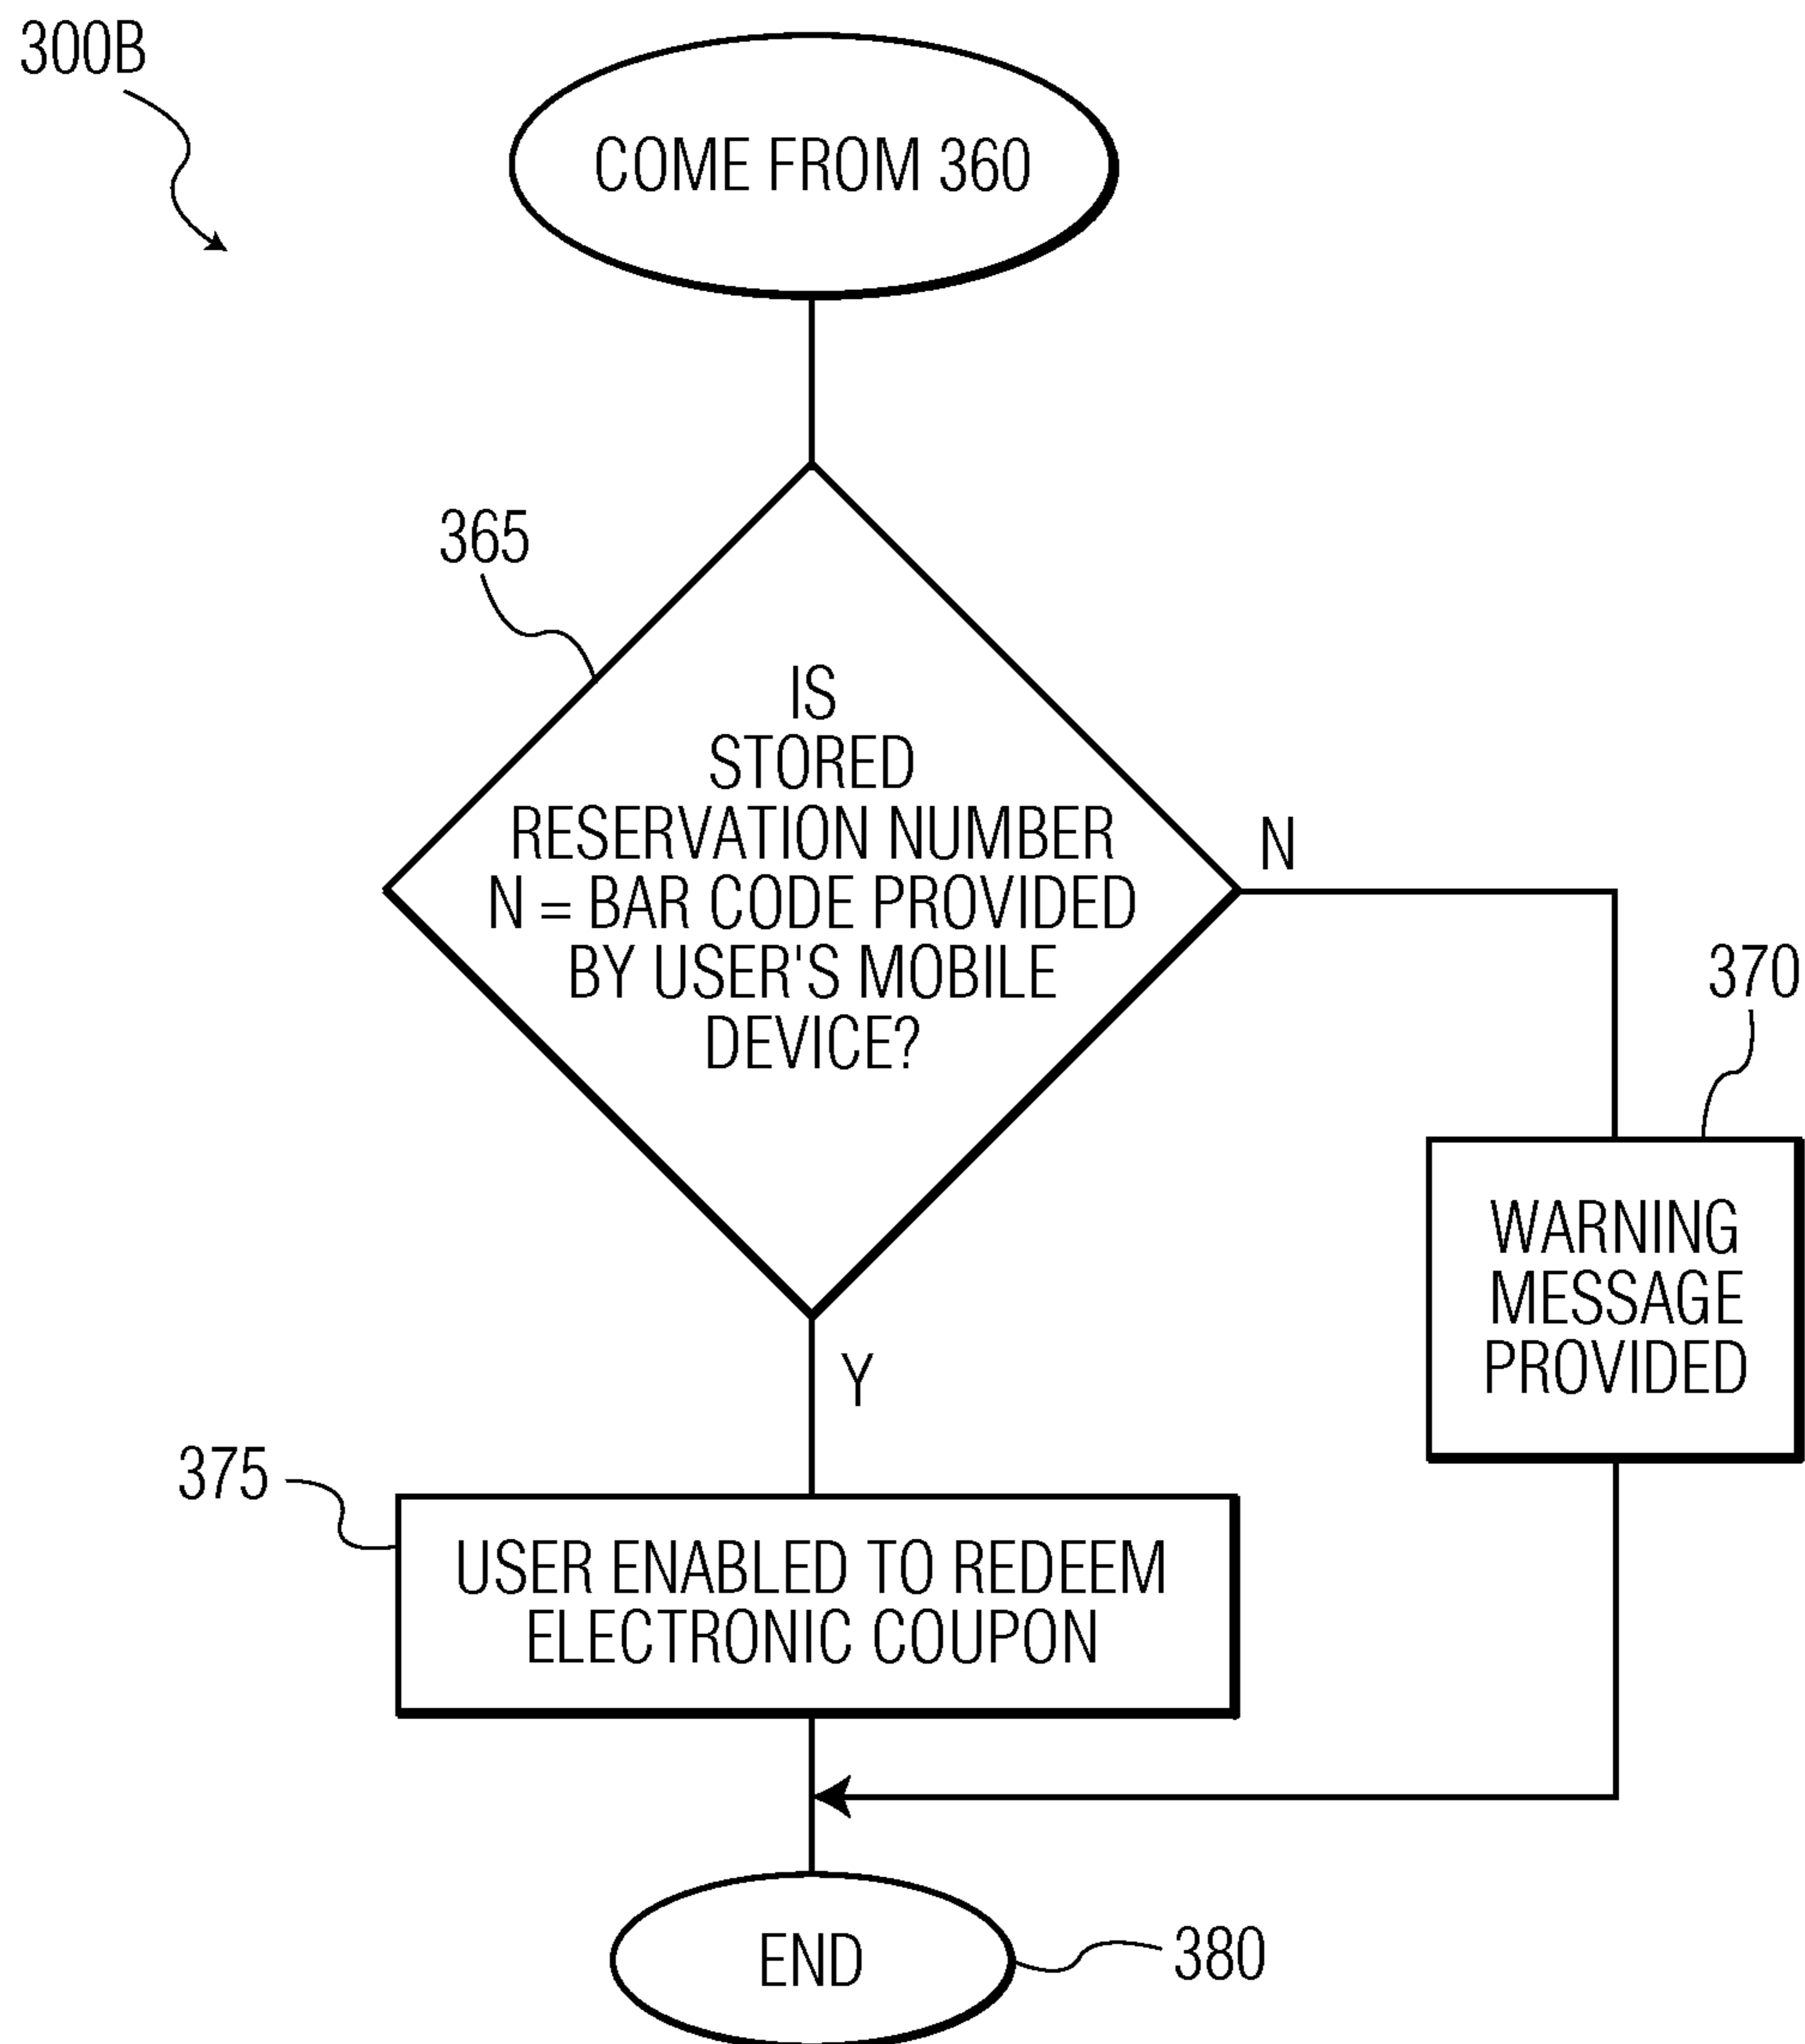 300B
COME FROM 360
365
IS
STORED
RESERVATION NUMBER
N = BAR CODE PROVIDED
BY USER'S MOBILE
DEVICE?
N
370
WARNING
MESSAGE
PROVIDED
Y
375
USER ENABLED TO REDEEM
ELECTRONIC COUPON
END
380